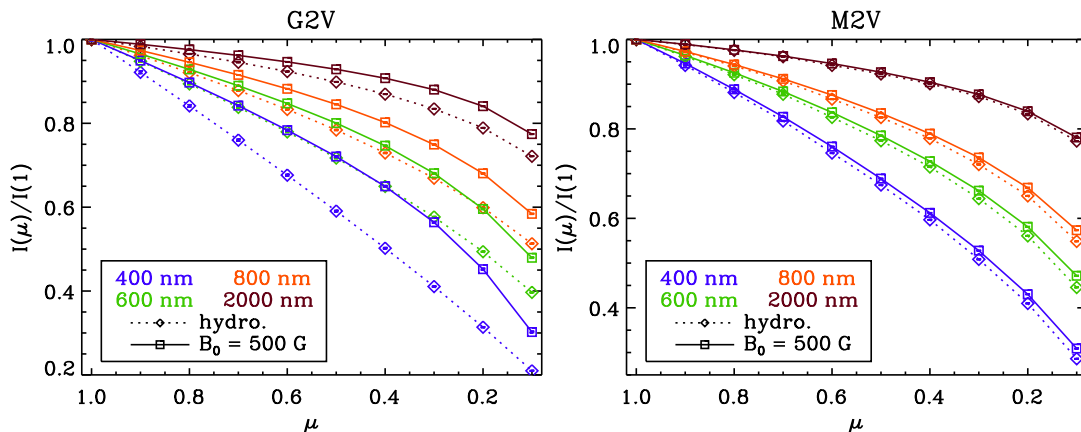 G2V
I(μ)/I(1)
1.0
0.8
0.6
0.4
0.2
400 nm 800 nm
600 nm 2000 nm
hydro.
B₀ = 500 G
1.0 0.8 0.6 0.4 0.2
μ
M2V
I(μ)/I(1)
1.0
0.8
0.6
0.4
400 nm 800 nm
600 nm 2000 nm
hydro.
B₀ = 500 G
1.0 0.8 0.6 0.4 0.2
μ